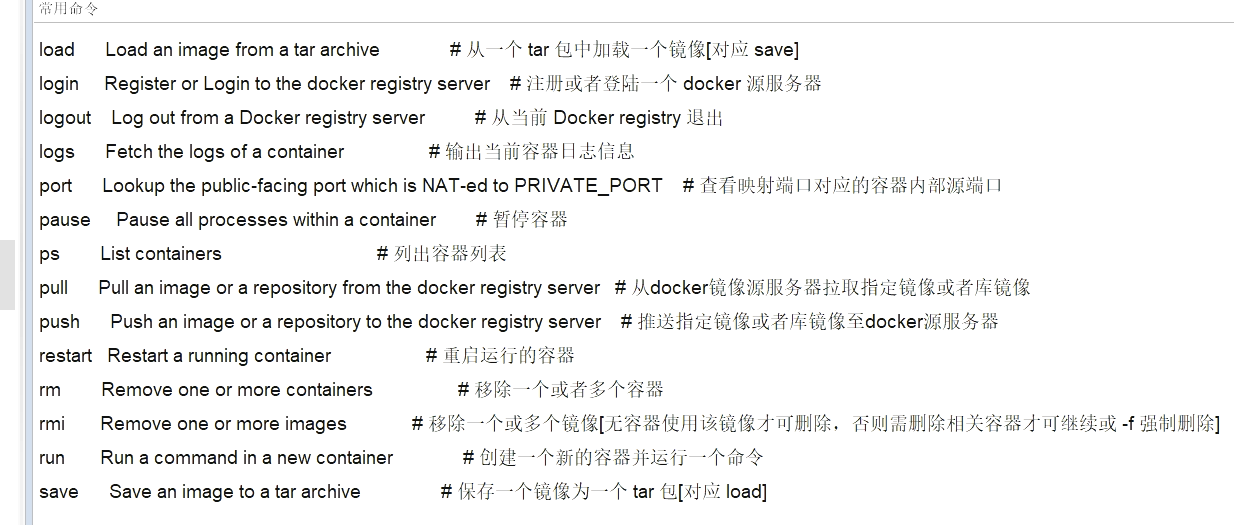 常用命令
load Load an image from a tar archive # 从一个 tar 包中加载一个镜像[对应 save]
login Register or Login to the docker registry server # 注册或者登陆一个 docker 源服务器
logout Log out from a Docker registry server # 从当前 Docker registry 退出
logs Fetch the logs of a container # 输出当前容器日志信息
port Lookup the public-facing port which is NAT-ed to PRIVATE_PORT # 查看映射端口对应的容器内部源端口
pause Pause all processes within a container # 暂停容器
ps List containers # 列出容器列表
pull Pull an image or a repository from the docker registry server # 从docker镜像源服务器拉取指定镜像或者库镜像
push Push an image or a repository to the docker registry server # 推送指定镜像或者库镜像至docker源服务器
restart Restart a running container # 重启运行的容器
rm Remove one or more containers # 移除一个或者多个容器
rmi Remove one or more images # 移除一个或多个镜像[无容器使用该镜像才可删除，否则需删除相关容器才可继续或 -f 强制删除]
run Run a command in a new container # 创建一个新的容器并运行一个命令
save Save an image to a tar archive # 保存一个镜像为一个 tar 包[对应 load]